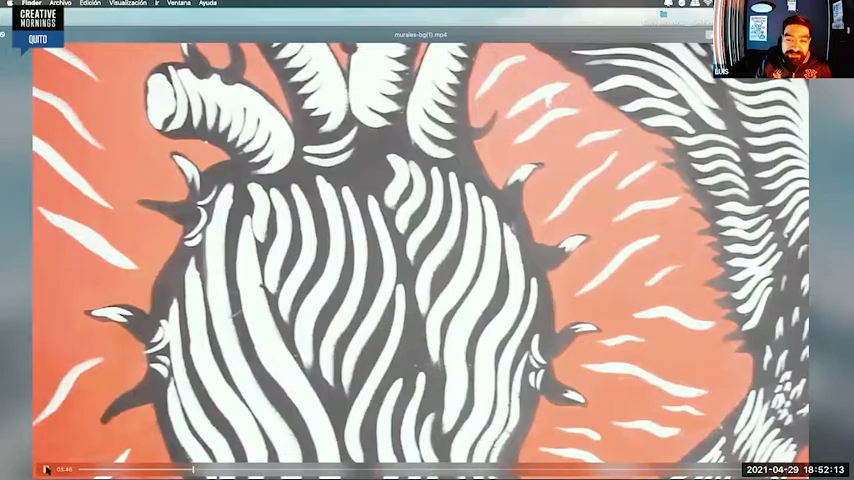 Finder Archivo Edición Visualización Ir Ventana Ayuda
CREATIVE
MORNINGS
QUITO
murales-bg(1).mp4
LUIS
03:46
2021-04-29 18:52:13